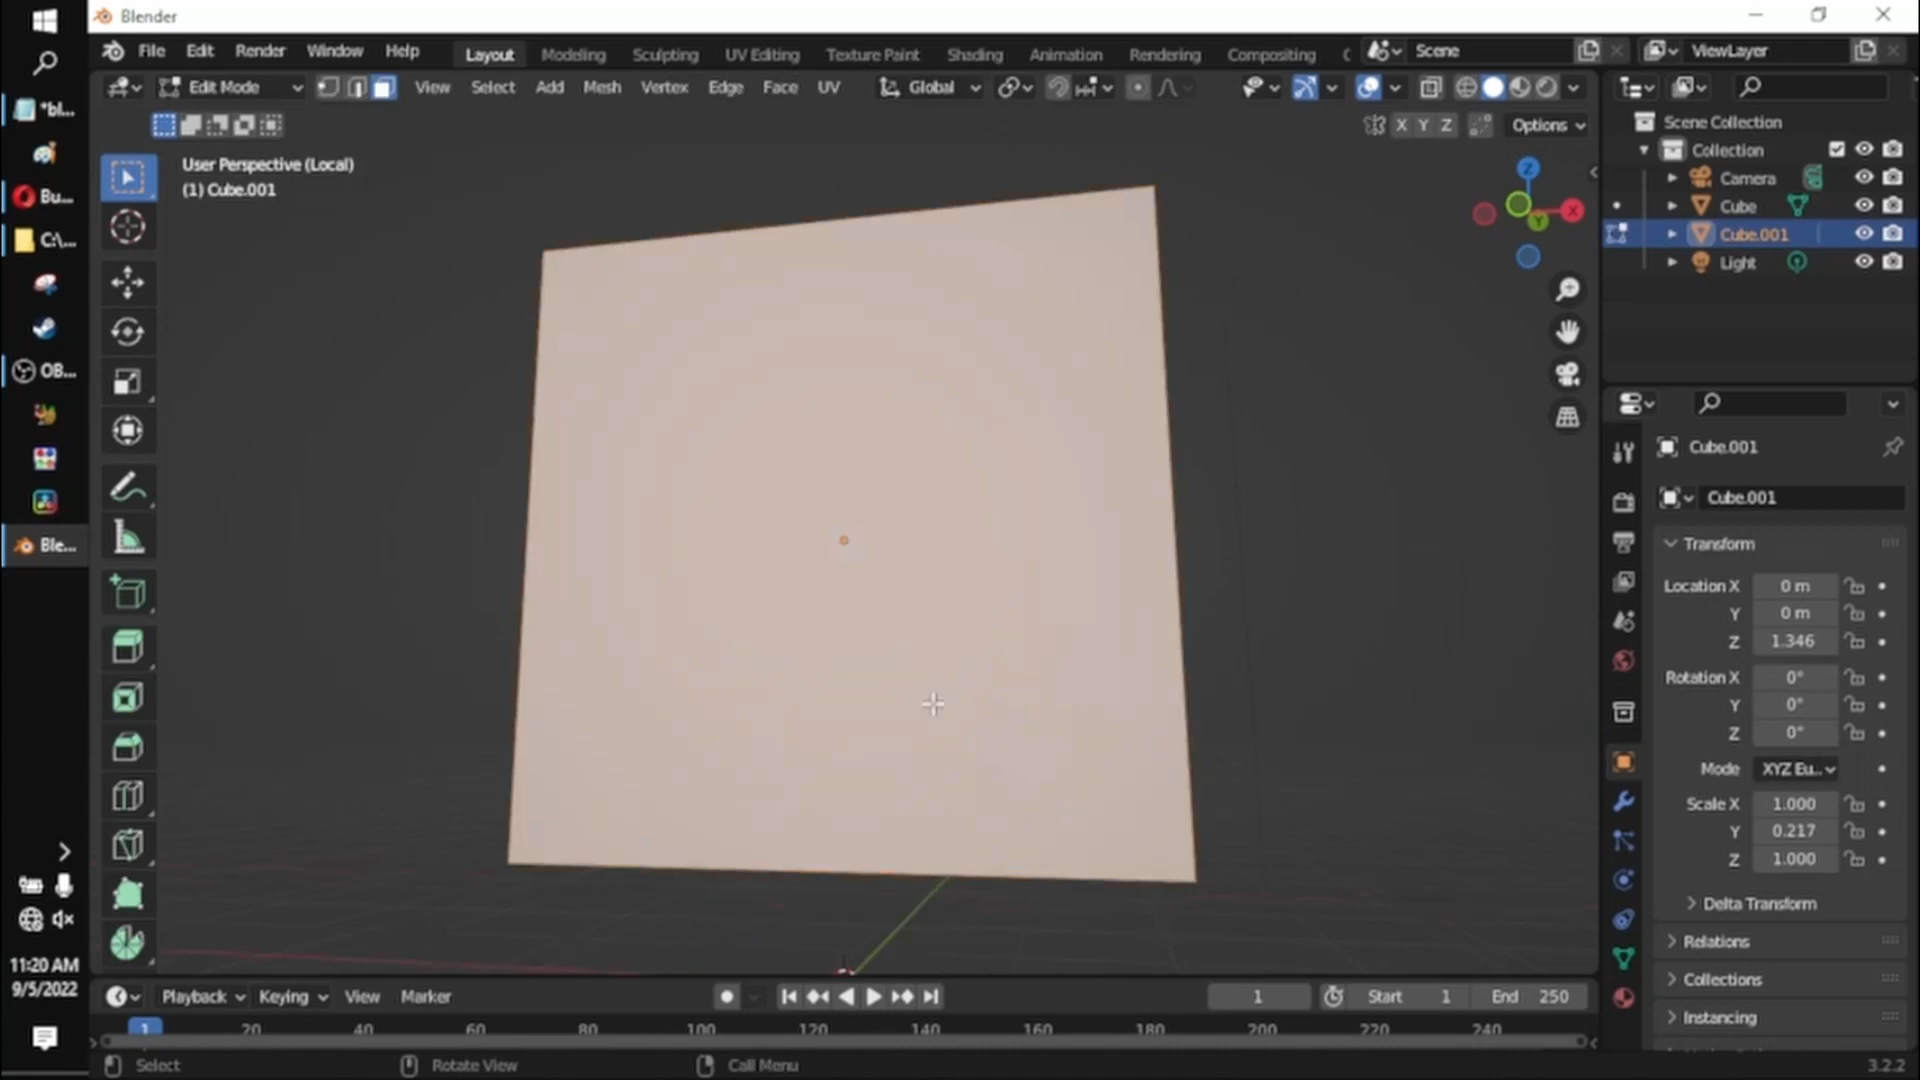 Blender
File Edit Render Window Help Layout Modeling Sculpting UV Editing Texture Paint Shading Animation Rendering Compositing Scene ViewLayer
Edit Mode View Select Add Mesh Vertex Edge Face UV Global
X Y Z Options
User Perspective (Local)
(1) Cube.001
Z
X
Y
Scene Collection
Collection
Camera
Cube
Cube.001
Light
*bl...
Bu...
C:\...
OB...
Ble...
11:20 AM
9/5/2022
Cube.001
Cube.001
Transform
Location X 0 m
Y 0 m
Z 1.346
Rotation X 0°
Y 0°
Z 0°
Mode XYZ Eu...
Scale X 1.000
Y 0.217
Z 1.000
Delta Transform
Relations
Collections
Instancing
Playback Keying View Marker 1 Start 1 End 250
1 20 40 60 80 100 120 140 160 180 200 220 240
Select Rotate View Call Menu 3.2.2